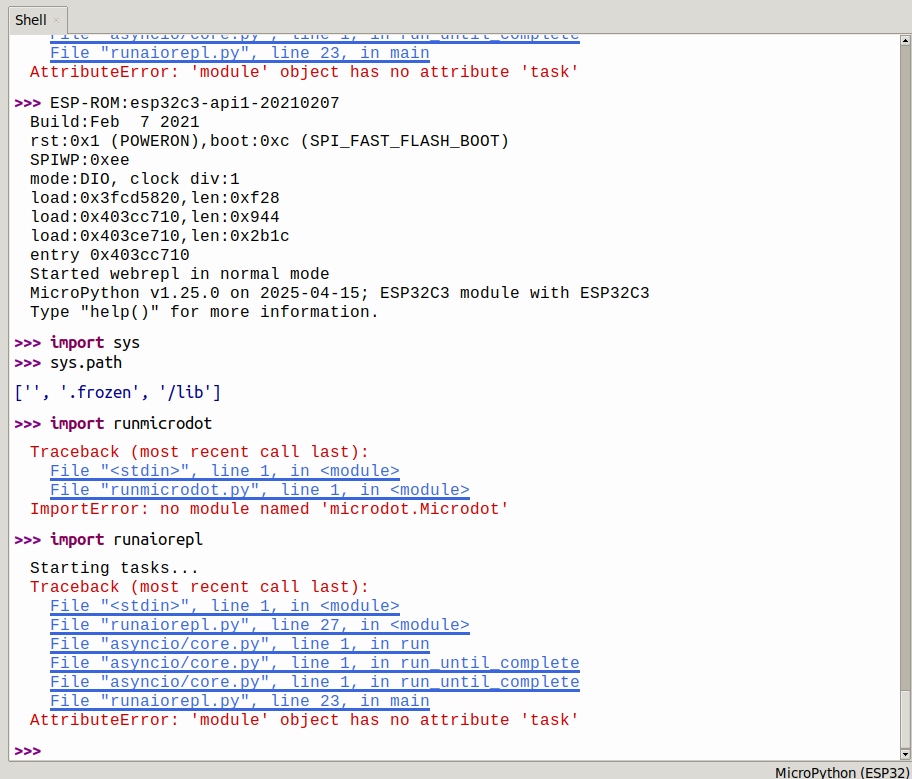 Shell
File "asyncio/core.py", line 1, in run_until_complete
File "runaiorepl.py", line 23, in main
AttributeError: 'module' object has no attribute 'task'
>>> ESP-ROM:esp32c3-api1-20210207
Build:Feb  7 2021
rst:0x1 (POWERON),boot:0xc (SPI_FAST_FLASH_BOOT)
SPIWP:0xee
mode:DIO, clock div:1
load:0x3fcd5820,len:0xf28
load:0x403cc710,len:0x944
load:0x403ce710,len:0x2b1c
entry 0x403cc710
Started webrepl in normal mode
MicroPython v1.25.0 on 2025-04-15; ESP32C3 module with ESP32C3
Type "help()" for more information.
>>> import sys
>>> sys.path
['', '.frozen', '/lib']
>>> import runmicrodot
Traceback (most recent call last):
File "<stdin>", line 1, in <module>
File "runmicrodot.py", line 1, in <module>
ImportError: no module named 'microdot.Microdot'
>>> import runaiorepl
Starting tasks...
Traceback (most recent call last):
File "<stdin>", line 1, in <module>
File "runaiorepl.py", line 27, in <module>
File "asyncio/core.py", line 1, in run
File "asyncio/core.py", line 1, in run_until_complete
File "asyncio/core.py", line 1, in run_until_complete
File "runaiorepl.py", line 23, in main
AttributeError: 'module' object has no attribute 'task'
>>>
MicroPython (ESP32)